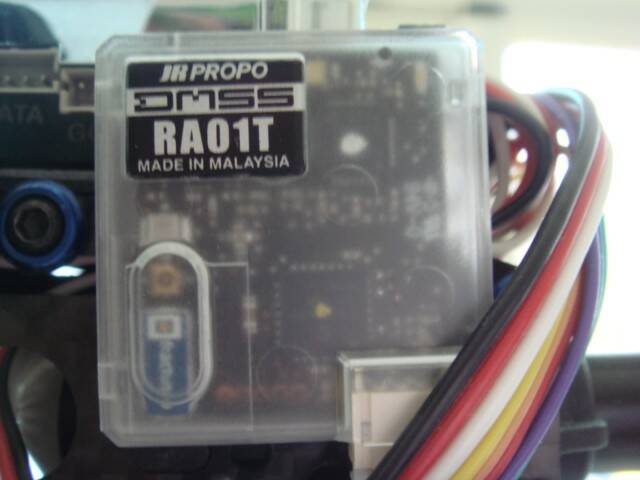 JR PROPO
DMSS
RA01T
MADE IN MALAYSIA